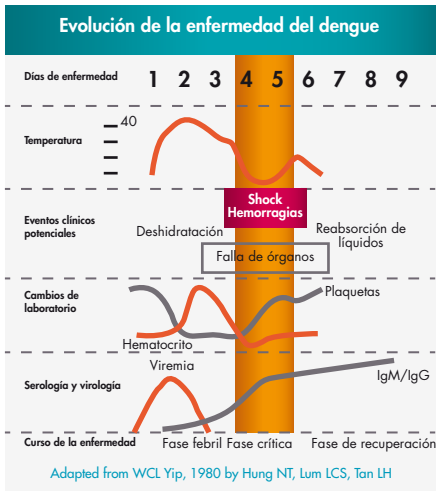 Evolución de la enfermedad del dengue
Días de enfermedad 1 2 3 4 5 6 7 8 9
Temperatura
40
Eventos clínicos
potenciales
Shock
Hemorragias
Deshidratación
Reabsorción de
líquidos
Falla de órganos
Cambios de
laboratorio
Plaquetas
Hematocrito
Serología y virología
Viremia
IgM/IgG
Curso de la enfermedad Fase febril Fase crítica Fase de recuperación
Adapted from WCL Yip, 1980 by Hung NT, Lum LCS, Tan LH